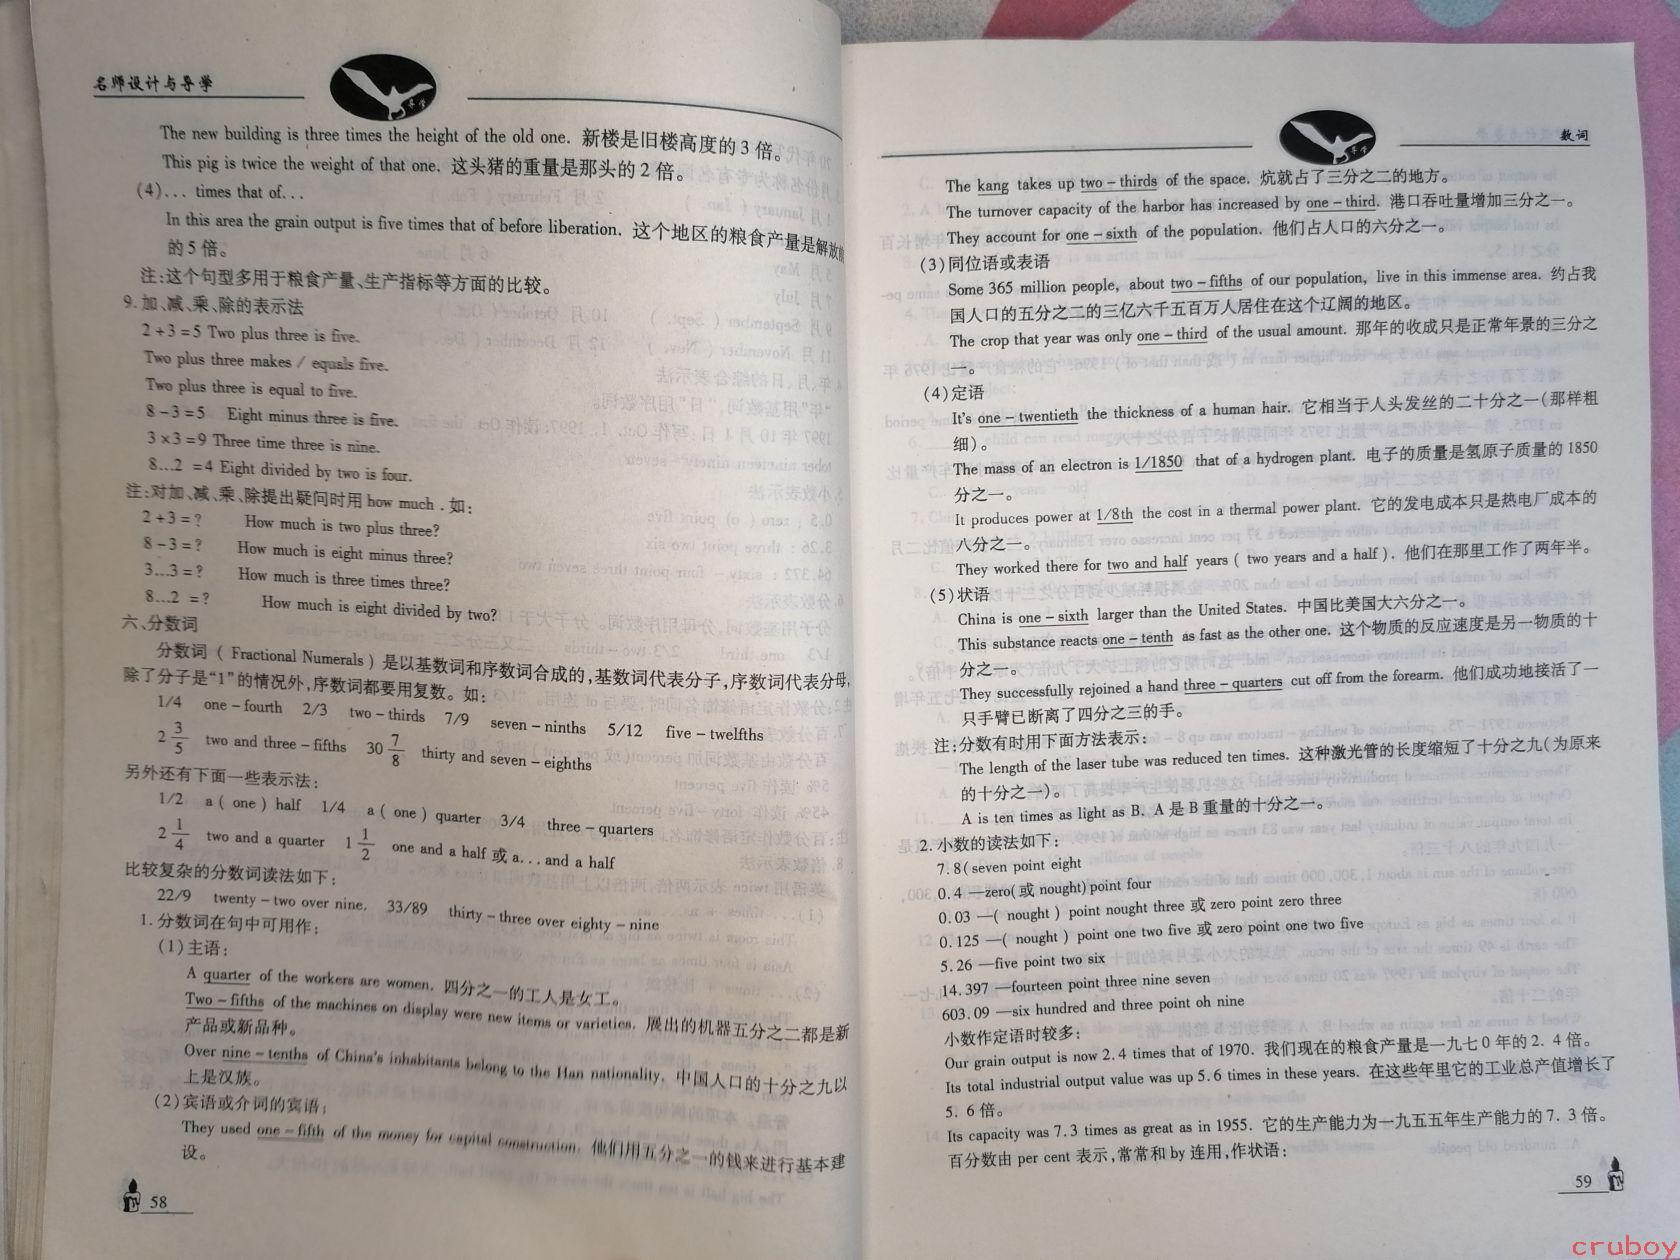 名师设计与导学
导学
The new building is three times the height of the old one. 新楼是旧楼高度的3倍。
This pig is twice the weight of that one. 这头猪的重量是那头的2倍。
(4)... times that of...
In this area the grain output is five times that of before liberation. 这个地区的粮食产量是解放前
的5倍。
注:这个句型多用于粮食产量、生产指标等方面的比较。
9.加、减、乘、除的表示法
2+3=5 Two plus three is five.
Two plus three makes / equals five.
Two plus three is equal to five.
8-3=5 Eight minus three is five.
3×3=9 Three time three is nine.
8...2 =4 Eight divided by two is four.
注:对加、减、乘、除提出疑问时用 how much . 如:
2+3=? How much is two plus three?
8-3=? How much is eight minus three?
3...3=? How much is three times three?
8...2 =? How much is eight divided by two?
六、分数词
分数词 ( Fractional Numerals ) 是以基数词和序数词合成的,基数词代表分子,序数词代表分母,
除了分子是“1”的情况外,序数词都要用复数。如:
1/4 one-fourth 2/3 two-thirds 7/9 seven-ninths 5/12 five-twelfths
2 3/5 two and three-fifths 30 7/8 thirty and seven-eighths
另外还有下面一些表示法:
1/2 a ( one ) half 1/4 a ( one ) quarter 3/4 three-quarters
2 1/4 two and a quarter 1 1/2 one and a half 或 a...and a half
比较复杂的分数词读法如下:
22/9 twenty-two over nine, 33/89 thirty-three over eighty-nine
1.分数词在句中可用作:
(1)主语:
A quarter of the workers are women. 四分之一的工人是女工。
Two-fifths of the machines on display were new items or varieties. 展出的机器五分之二都是新
产品或新品种。
Over nine-tenths of China's inhabitants belong to the Han nationality. 中国人口的十分之九以
上是汉族。
(2)宾语或介词的宾语:
They used one-fifth of the money for capital construction. 他们用五分之一的钱来进行基本建
设。
58
数词
导学
The kang takes up two-thirds of the space. 炕就占了三分之二的地方。
The turnover capacity of the harbor has increased by one-third. 港口吞吐量增加三分之一。
They account for one-sixth of the population. 他们占人口的六分之一。
(3)同位语或表语
Some 365 million people, about two-fifths of our population, live in this immense area. 约占我
国人口的五分之二的三亿六千五百万人居住在这个辽阔的地区。
The crop that year was only one-third of the usual amount. 那年的收成只是正常年景的三分之
一。
(4)定语
It's one-twentieth the thickness of a human hair. 它相当于人头发丝的二十分之一(那样粗
细)。
The mass of an electron is 1/1850 that of a hydrogen plant. 电子的质量是氢原子质量的1850
分之一。
It produces power at 1/8th the cost in a thermal power plant. 它的发电成本只是热电厂成本的
八分之一。
They worked there for two and half years ( two years and a half ). 他们在那里工作了两年半。
(5)状语
China is one-sixth larger than the United States. 中国比美国大六分之一。
This substance reacts one-tenth as fast as the other one. 这个物质的反应速度是另一物质的十
分之一。
They successfully rejoined a hand three-quarters cut off from the forearm. 他们成功地接活了一
只手臂已断离了四分之三的手。
注:分数有时用下面方法表示:
The length of the laser tube was reduced ten times. 这种激光管的长度缩短了十分之九(为原来
的十分之一)。
A is ten times as light as B. A 是 B 重量的十分之一。
2.小数的读法如下:
7.8(seven point eight
0.4 —zero(或 nought) point four
0.03 —( nought ) point nought three 或 zero point zero three
0.125 —( nought ) point one two five 或 zero point one two five
5.26 —five point two six
14.397 —fourteen point three nine seven
603.09 —six hundred and three point oh nine
小数作定语时较多:
Our grain output is now 2.4 times that of 1970. 我们现在的粮食产量是一九七0年的2.4倍。
Its total industrial output value was up 5.6 times in these years. 在这些年里它的工业总产值增长了
5.6倍。
Its capacity was 7.3 times as great as in 1955. 它的生产能力为一九五五年生产能力的7.3倍。
百分数由 per cent 表示,常常和 by 连用,作状语:
59
cruboy